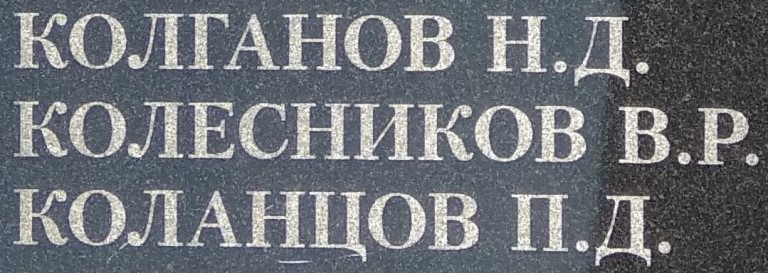 КОЛГАНОВ Н.Д.
КОЛЕСНИКОВ В.Р.
КОЛАНЦОВ П.Д.